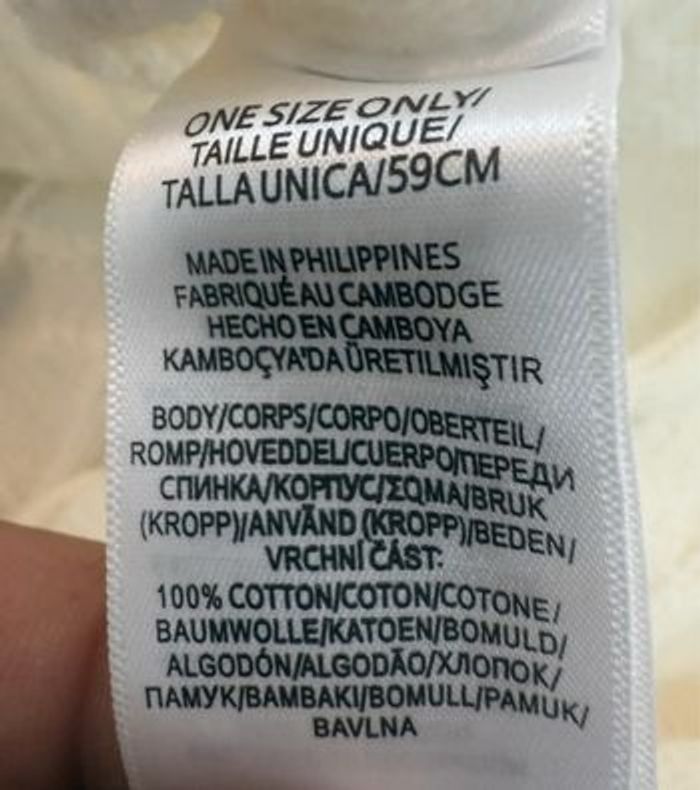 ONE SIZE ONLY/
TAILLE UNIQUE/
TALLA UNICA/59CM
MADE IN PHILIPPINES
FABRIQUÉ AU CAMBODGE
HECHO EN CAMBOYA
KAMBOÇYA'DA ÜRETILMIŞTIR
BODY/CORPS/CORPO/OBERTEIL/
ROMP/HOVEDDEL/CUERPO/ПЕРЕДИ
СПИНКА/КОРПУС/ΣΩΜΑ/BRUK
(KROPP)/ANVÄND (KROPP)/BEDEN/
VRCHNÍ ČÁST:
100% COTTON/COTON/COTONE/
BAUMWOLLE/KATOEN/BOMULD/
ALGODÓN/ALGODÃO/ХЛОПОК/
ПАМУК/BAMBAKI/BOMULL/PAMUK/
BAVLNA